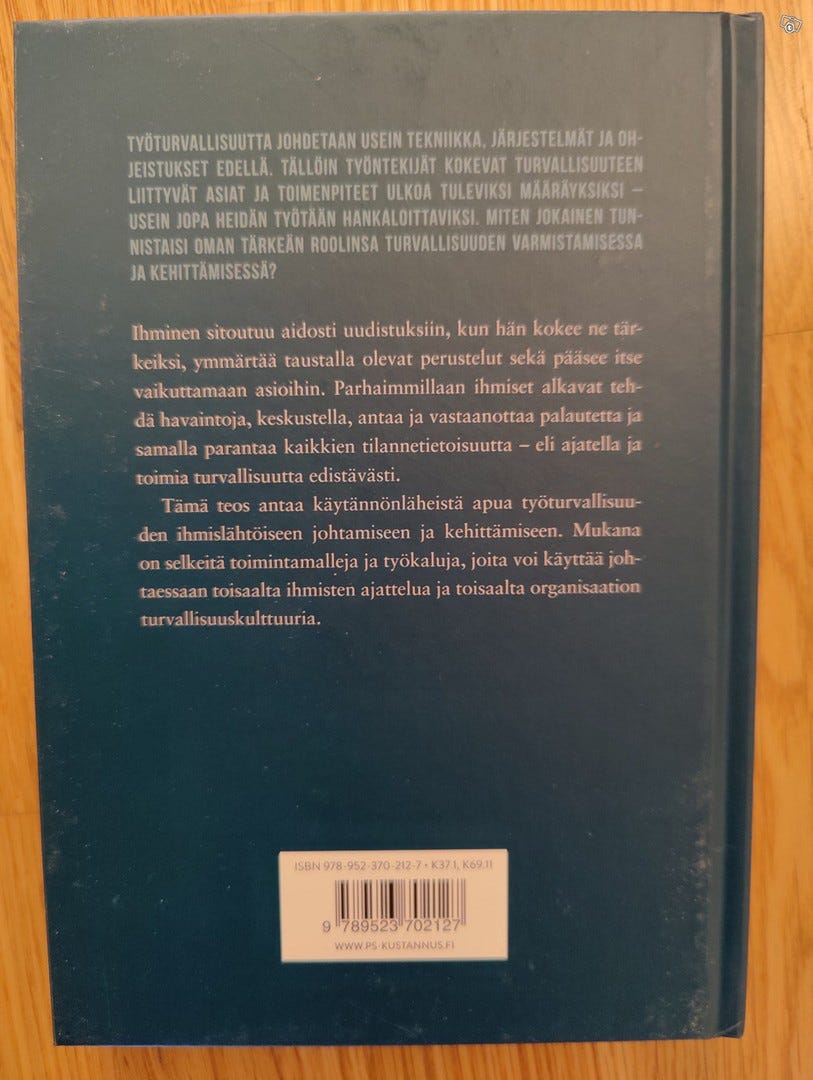 TYÖTURVALLISUUTTA JOHDETAAN USEIN TEKNIIKKA, JÄRJESTELMÄT JA OH-
JEISTUKSET EDELLÄ. TÄLLÖIN TYÖNTEKIJÄT KOKEVAT TURVALLISUUTEEN
LIITTYVÄT ASIAT JA TOIMENPITEET ULKOA TULEVIKSI MÄÄRÄYKSIKSI –
USEIN JOPA HEIDÄN TYÖTÄÄN HANKALOITTAVIKSI. MITEN JOKAINEN TUN-
NISTAISI OMAN TÄRKEÄN ROOLINSA TURVALLISUUDEN VARMISTAMISESSA
JA KEHITTÄMISESSÄ?
Ihminen sitoutuu aidosti uudistuksiin, kun hän kokee ne tär-
keiksi, ymmärtää taustalla olevat perustelut sekä pääsee itse
vaikuttamaan asioihin. Parhaimmillaan ihmiset alkavat teh-
dä havaintoja, keskustella, antaa ja vastaanottaa palautetta ja
samalla parantaa kaikkien tilannetietoisuutta – eli ajatella ja
toimia turvallisuutta edistävästi.
Tämä teos antaa käytännönläheistä apua työturvallisuu-
den ihmislähtöiseen johtamiseen ja kehittämiseen. Mukana
on selkeitä toimintamalleja ja työkaluja, joita voi käyttää joh-
taessaan toisaalta ihmisten ajattelua ja toisaalta organisaation
turvallisuuskulttuuria.
ISBN 978-952-370-212-7 • K37.1, K69.11
9 789523 702127
WWW.PS-KUSTANNUS.FI